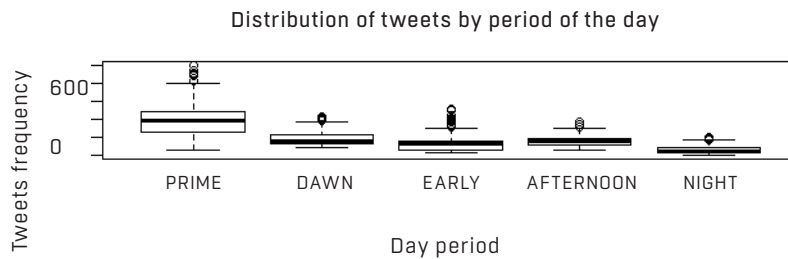 Distribution of tweets by period of the day
Tweets frequency
600
0
PRIME DAWN EARLY AFTERNOON NIGHT
Day period